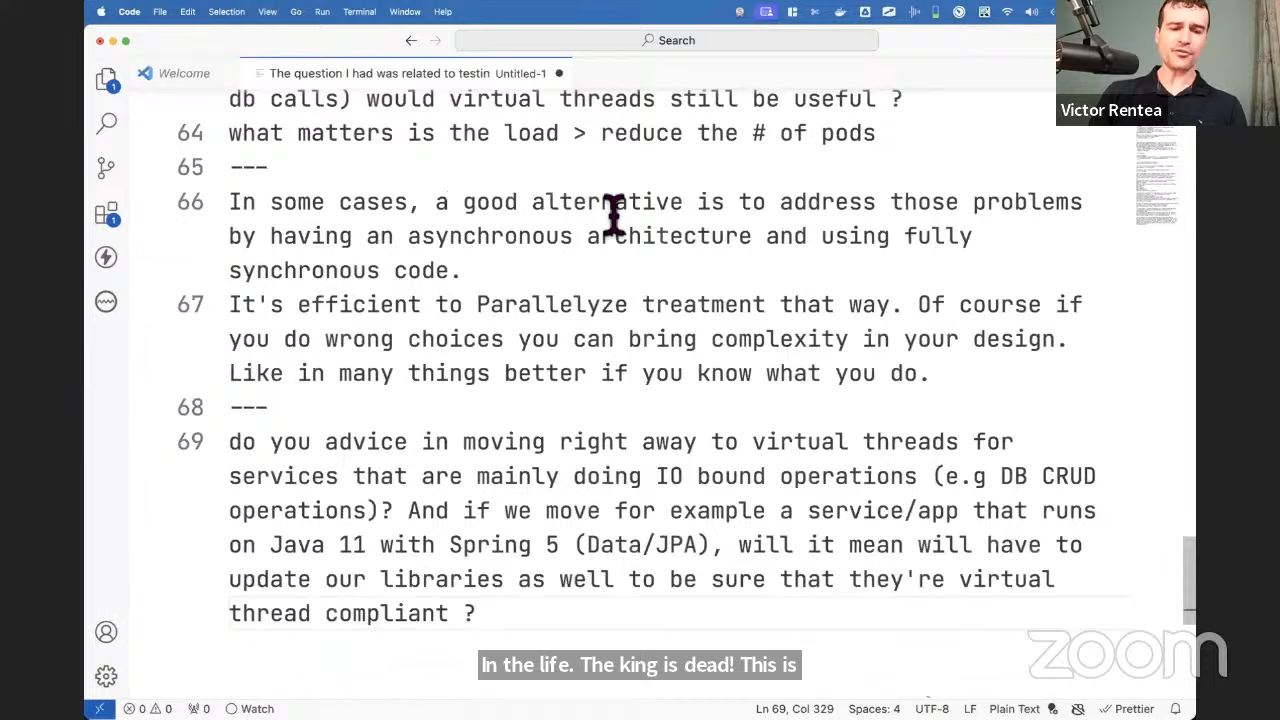 File Edit Selection View Go Run Terminal Window Help
Search
Welcome
The question I had was related to testin Untitled-1
Victor Rentea
db calls) would virtual threads still be useful ?
64 what matters is the load > reduce the # of pods
65 ---
66 In some cases, a good alternative is to address those problems
by having an asynchronous architecture and using fully
synchronous code.
67 It's efficient to Parallelyze treatment that way. Of course if
you do wrong choices you can bring complexity in your design.
Like in many things better if you know what you do.
68 ---
69 do you advice in moving right away to virtual threads for
services that are mainly doing IO bound operations (e.g DB CRUD
operations)? And if we move for example a service/app that runs
on Java 11 with Spring 5 (Data/JPA), will it mean will have to
update our libraries as well to be sure that they're virtual
thread compliant ?
In the life. The king is dead! This is
zoom
0 0 0 Watch Ln 69, Col 329 Spaces: 4 UTF-8 LF Plain Text Prettier